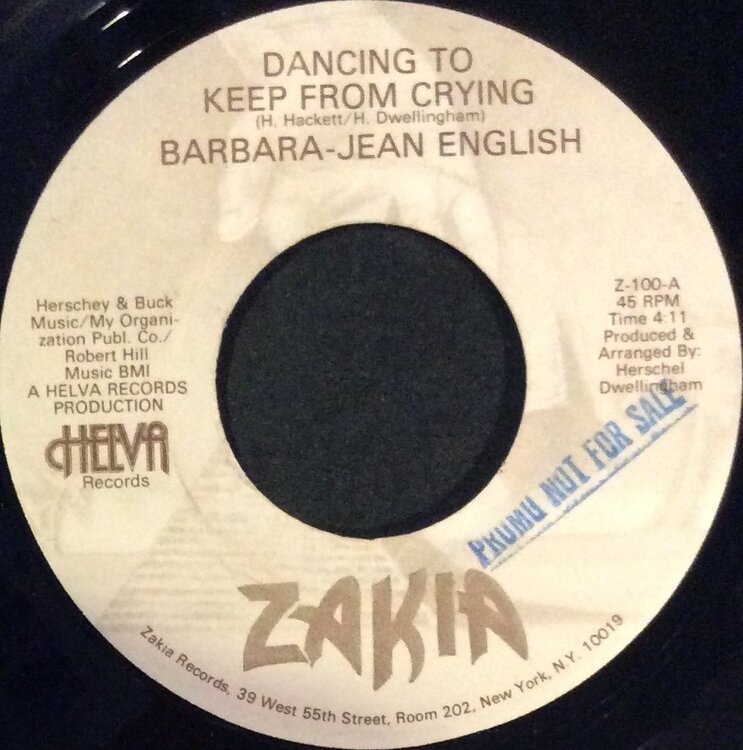 DANCING TO
KEEP FROM CRYING
(H. Hackett/H. Dwellingham)
BARBARA-JEAN ENGLISH
Herschey & Buck
Music/My Organi-
zation Publ. Co./
Robert Hill
Music BMI
A HELVA RECORDS
PRODUCTION
HELVA
Records
Z-100-A
45 RPM
Time 4:11
Produced &
Arranged By:
Herschel
Dwellingham
PROMO NOT FOR SALE
ZAKIA
Zakia Records, 39 West 55th Street, Room 202, New York, N.Y. 10019